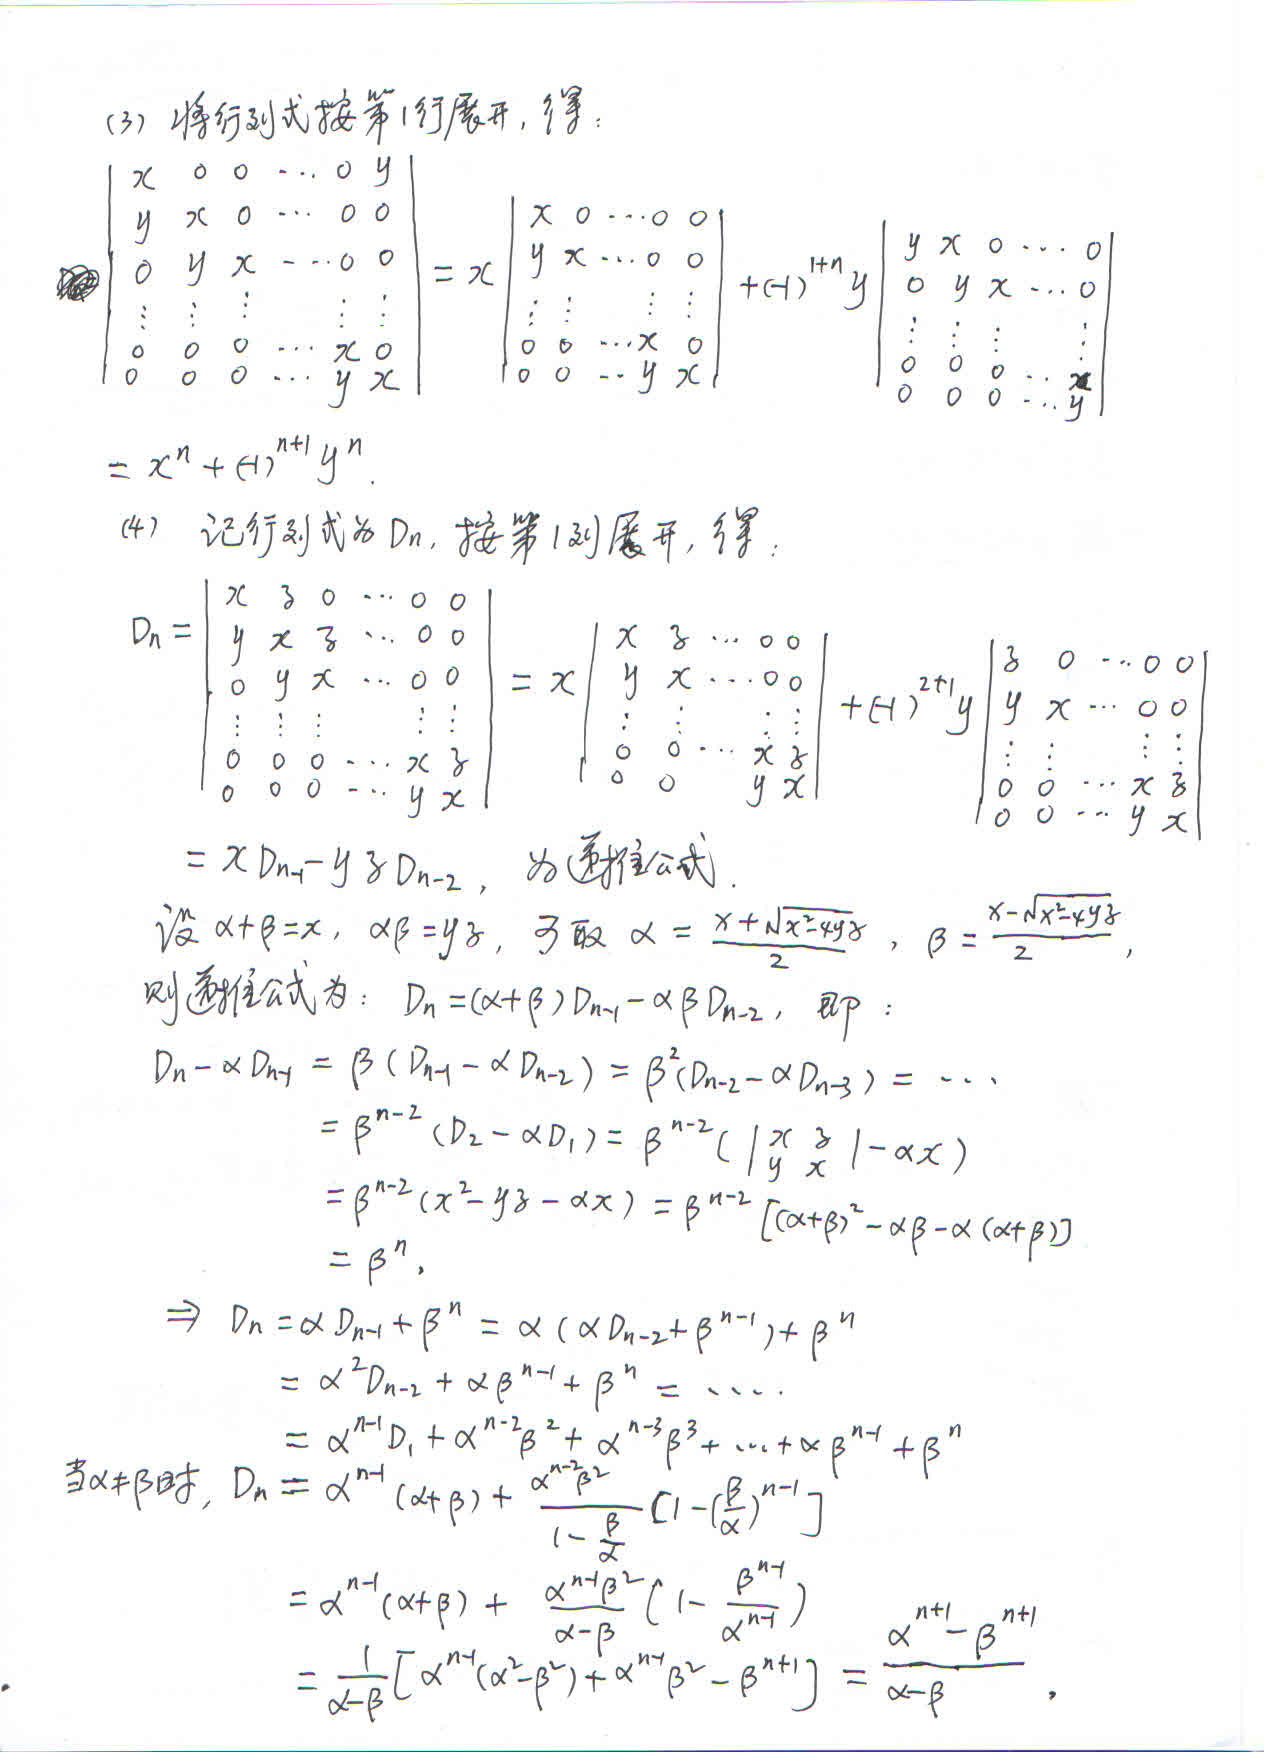 (3) 将行列式按第1行展开,得:
| x 0 0 ⋯ 0 y |
| y x 0 ⋯ 0 0 |
| 0 y x ⋯ 0 0 |
| ⋮ ⋮ ⋮ ⋮ ⋮ |
| 0 0 0 ⋯ x 0 |
| 0 0 0 ⋯ y x |
= x
| x 0 ⋯ 0 0 |
| y x ⋯ 0 0 |
| ⋮ ⋮ ⋮ ⋮ |
| 0 0 ⋯ x 0 |
| 0 0 ⋯ y x |
+ (-1)^{1+n} y
| y x 0 ⋯ 0 |
| 0 y x ⋯ 0 |
| ⋮ ⋮ ⋮ ⋮ |
| 0 0 0 ⋯ x |
| 0 0 0 ⋯ y |
= x^n + (-1)^{n+1} y^n.
(4) 记行列式为 D_n, 按第1列展开,得:
D_n =
| x z 0 ⋯ 0 0 |
| y x z ⋯ 0 0 |
| 0 y x ⋯ 0 0 |
| ⋮ ⋮ ⋮ ⋮ ⋮ |
| 0 0 0 ⋯ x z |
| 0 0 0 ⋯ y x |
= x
| x z ⋯ 0 0 |
| y x ⋯ 0 0 |
| ⋮ ⋮ ⋮ ⋮ |
| 0 0 ⋯ x z |
| 0 0 y x |
+ (-1)^{2+1} y
| z 0 ⋯ 0 0 |
| y x ⋯ 0 0 |
| ⋮ ⋮ ⋮ ⋮ |
| 0 0 ⋯ x z |
| 0 0 ⋯ y x |
= x D_{n-1} - y z D_{n-2}, 为递推公式.
设 α+β=x, αβ=yz, 可取 α = (x+√(x²-4yz))/2, β = (x-√(x²-4yz))/2,
则递推公式为: D_n = (α+β) D_{n-1} - αβ D_{n-2}, 即:
D_n - αD_{n-1} = β(D_{n-1} - αD_{n-2}) = β²(D_{n-2} - αD_{n-3}) = ⋯
= β^{n-2} (D_2 - αD_1) = β^{n-2} ( | x z ; y x | - αx )
= β^{n-2} (x² - yz - αx) = β^{n-2} [(α+β)² - αβ - α(α+β)]
= β^n,
⇒ D_n = αD_{n-1} + β^n = α(αD_{n-2} + β^{n-1}) + β^n
= α²D_{n-2} + αβ^{n-1} + β^n = ⋯⋯
= α^{n-1}D_1 + α^{n-2}β² + α^{n-3}β³ + ⋯ + αβ^{n-1} + β^n
当α≠β时, D_n = α^{n-1}(α+β) + (α^{n-2}β²)/(1-β/α) [1-(β/α)^{n-1}]
= α^{n-1}(α+β) + (α^{n-1}β²)/(α-β) (1 - β^{n-1}/α^{n-1})
= 1/(α-β) [α^{n-1}(α²-β²) + α^{n-1}β² - β^{n+1}] = (α^{n+1} - β^{n+1})/(α-β),